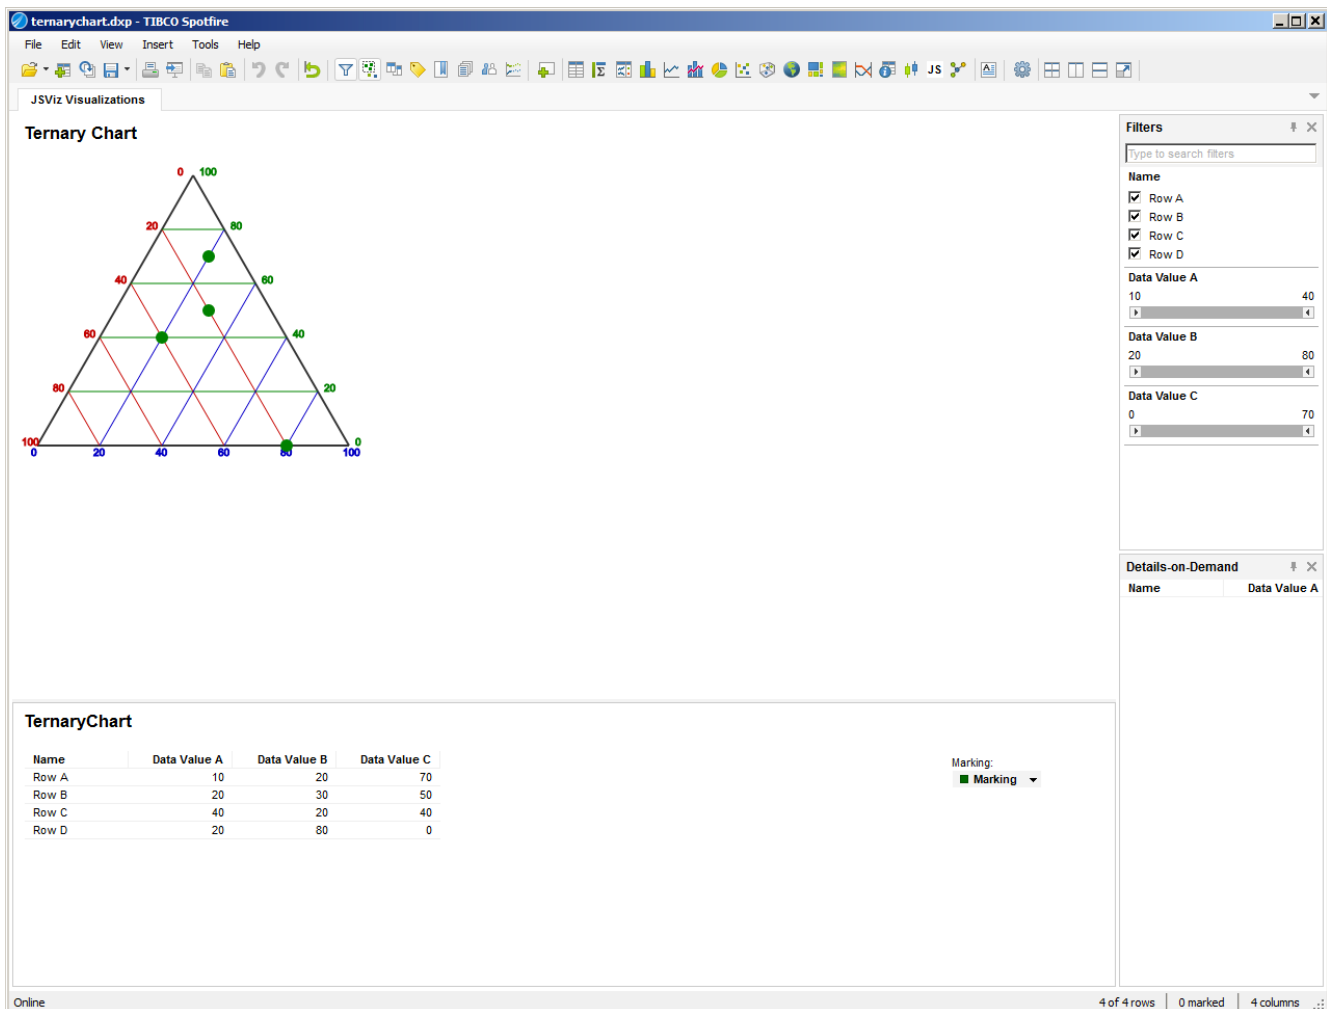 ternarychart.dxp - TIBCO Spotfire
File Edit View Insert Tools Help
JS
JSViz Visualizations
Ternary Chart
0 100
20 80
40 60
60 40
80 20
100 0
0 20 40 60 80 100
Filters
Type to search filters
Name
Row A
Row B
Row C
Row D
Data Value A
10 40
Data Value B
20 80
Data Value C
0 70
Details-on-Demand
Name Data Value A
TernaryChart
Name Data Value A Data Value B Data Value C
Row A 10 20 70
Row B 20 30 50
Row C 40 20 40
Row D 20 80 0
Marking:
Marking
Online 4 of 4 rows 0 marked 4 columns